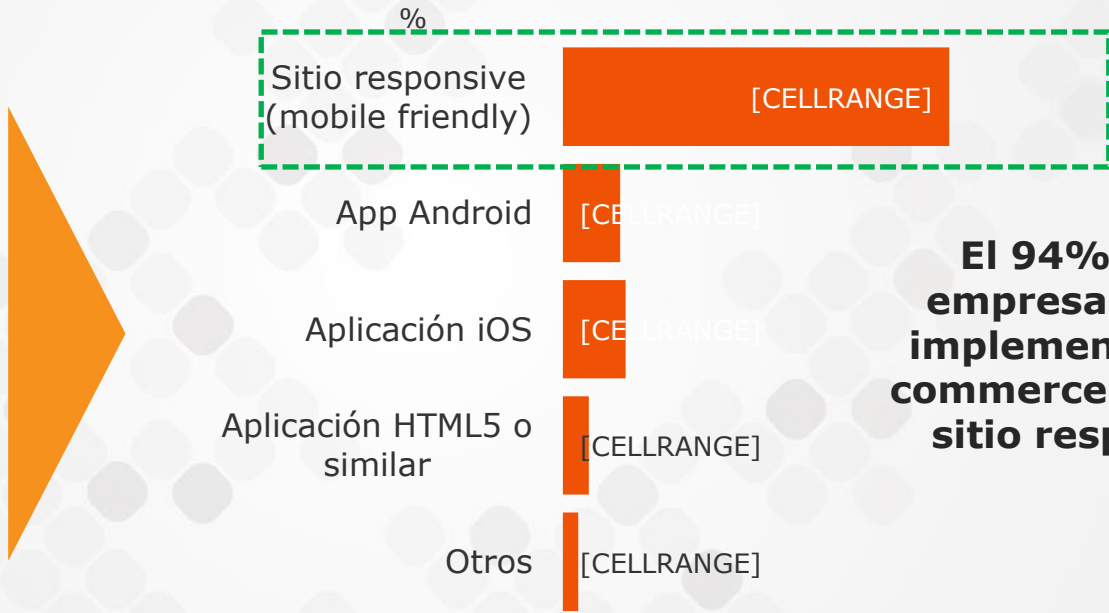 %
Sitio responsive
(mobile friendly)
[CELLRANGE]
App Android
[CELLRANGE]
Aplicación iOS
[CELLRANGE]
Aplicación HTML5 o
similar
[CELLRANGE]
Otros
[CELLRANGE]
El 94%
empresa
implemen
commerce
sitio resp